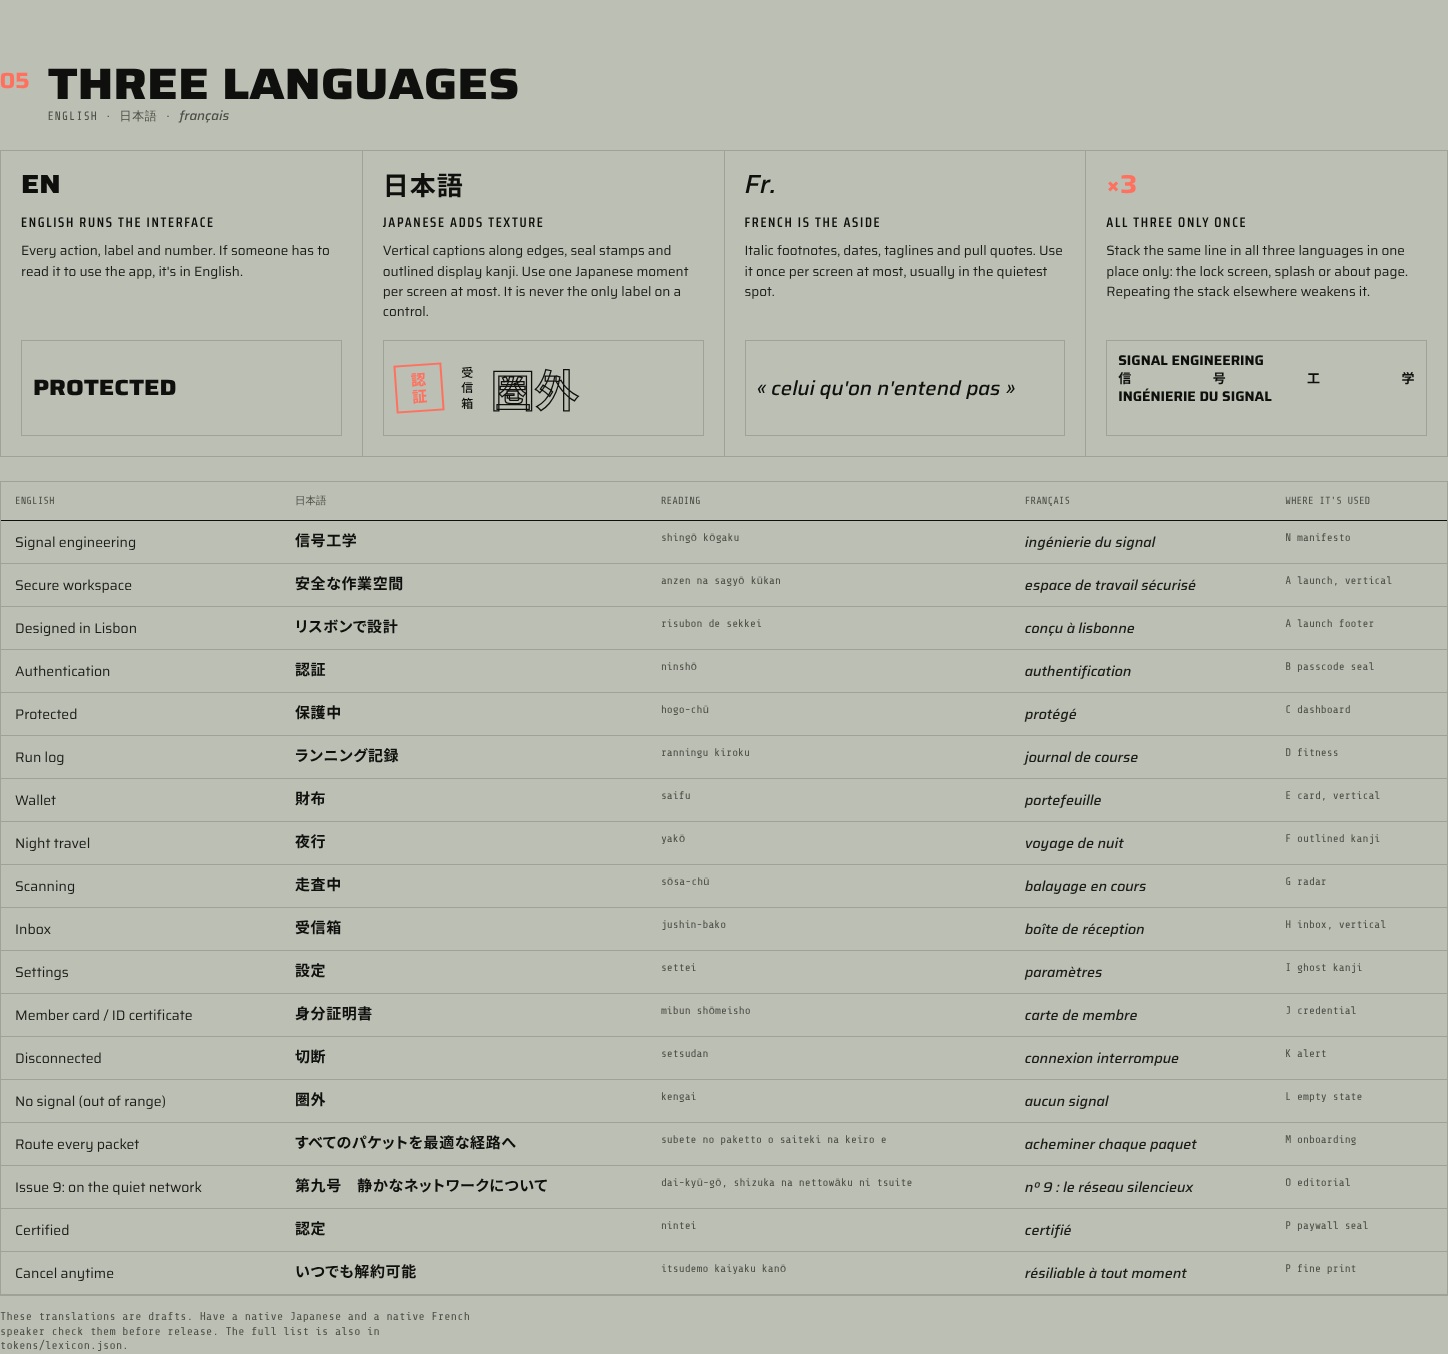 05
THREE LANGUAGES
ENGLISH · 日本語 · français
EN
ENGLISH RUNS THE INTERFACE
Every action, label and number. If someone has to
read it to use the app, it's in English.
PROTECTED
日本語
JAPANESE ADDS TEXTURE
Vertical captions along edges, seal stamps and
outlined display kanji. Use one Japanese moment
per screen at most. It is never the only label on a
control.
認証
受信箱
圏外
Fr.
FRENCH IS THE ASIDE
Italic footnotes, dates, taglines and pull quotes. Use
it once per screen at most, usually in the quietest
spot.
« celui qu'on n'entend pas »
×3
ALL THREE ONLY ONCE
Stack the same line in all three languages in one
place only: the lock screen, splash or about page.
Repeating the stack elsewhere weakens it.
SIGNAL ENGINEERING
信 号 工 学
INGÉNIERIE DU SIGNAL
ENGLISH 日本語 READING FRANÇAIS WHERE IT'S USED
Signal engineering 信号工学 shingō kōgaku ingénierie du signal N manifesto
Secure workspace 安全な作業空間 anzen na sagyō kūkan espace de travail sécurisé A launch, vertical
Designed in Lisbon リスボンで設計 risubon de sekkei conçu à lisbonne A launch footer
Authentication 認証 ninshō authentification B passcode seal
Protected 保護中 hogo-chū protégé C dashboard
Run log ランニング記録 ranningu kiroku journal de course D fitness
Wallet 財布 saifu portefeuille E card, vertical
Night travel 夜行 yakō voyage de nuit F outlined kanji
Scanning 走査中 sōsa-chū balayage en cours G radar
Inbox 受信箱 jushin-bako boîte de réception H inbox, vertical
Settings 設定 settei paramètres I ghost kanji
Member card / ID certificate 身分証明書 mibun shōmeisho carte de membre J credential
Disconnected 切断 setsudan connexion interrompue K alert
No signal (out of range) 圏外 kengai aucun signal L empty state
Route every packet すべてのパケットを最適な経路へ subete no paketto o saiteki na keiro e acheminer chaque paquet M onboarding
Issue 9: on the quiet network 第九号　静かなネットワークについて dai-kyū-gō, shizuka na nettowāku ni tsuite nº 9 : le réseau silencieux O editorial
Certified 認定 nintei certifié P paywall seal
Cancel anytime いつでも解約可能 itsudemo kaiyaku kanō résiliable à tout moment P fine print
These translations are drafts. Have a native Japanese and a native French
speaker check them before release. The full list is also in
tokens/lexicon.json.